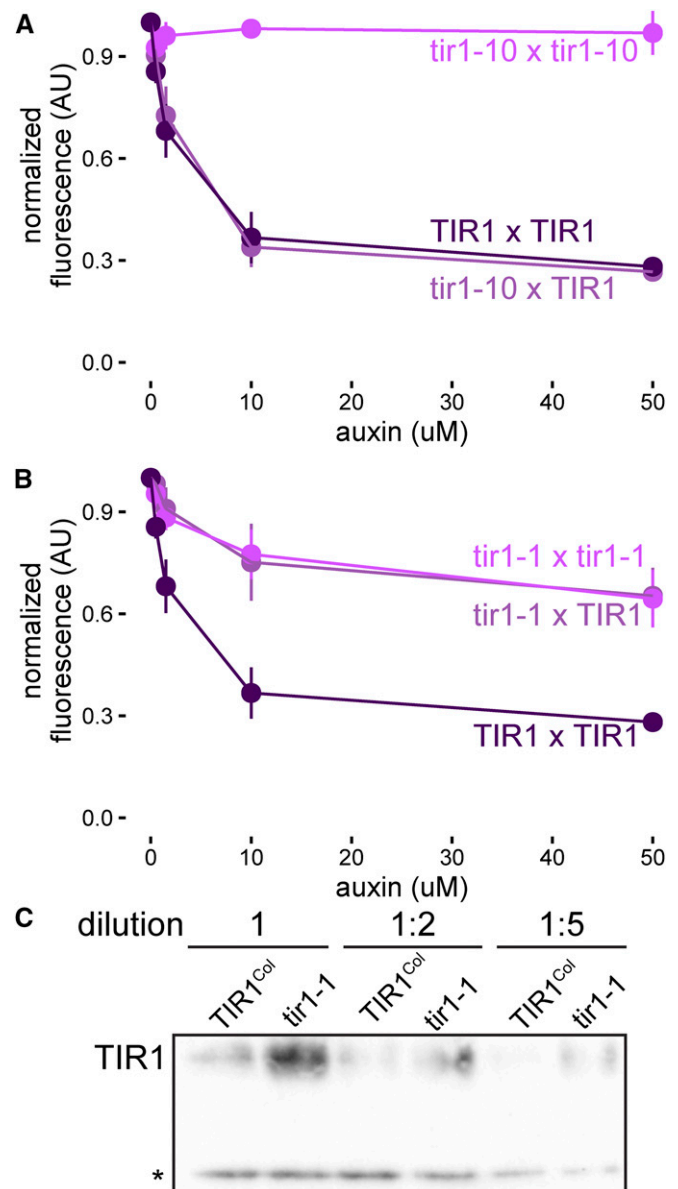 A
normalized
fluorescence (AU)
0.9
0.6
0.3
0.0
tir1-10 x tir1-10
TIR1 x TIR1
tir1-10 x TIR1
0 10 20 30 40 50
auxin (uM)
B
normalized
fluorescence (AU)
0.9
0.6
0.3
0.0
tir1-1 x tir1-1
tir1-1 x TIR1
TIR1 x TIR1
0 10 20 30 40 50
auxin (uM)
C
dilution 1 1:2 1:5
TIR1Col tir1-1 TIR1Col tir1-1 TIR1Col tir1-1
TIR1
*